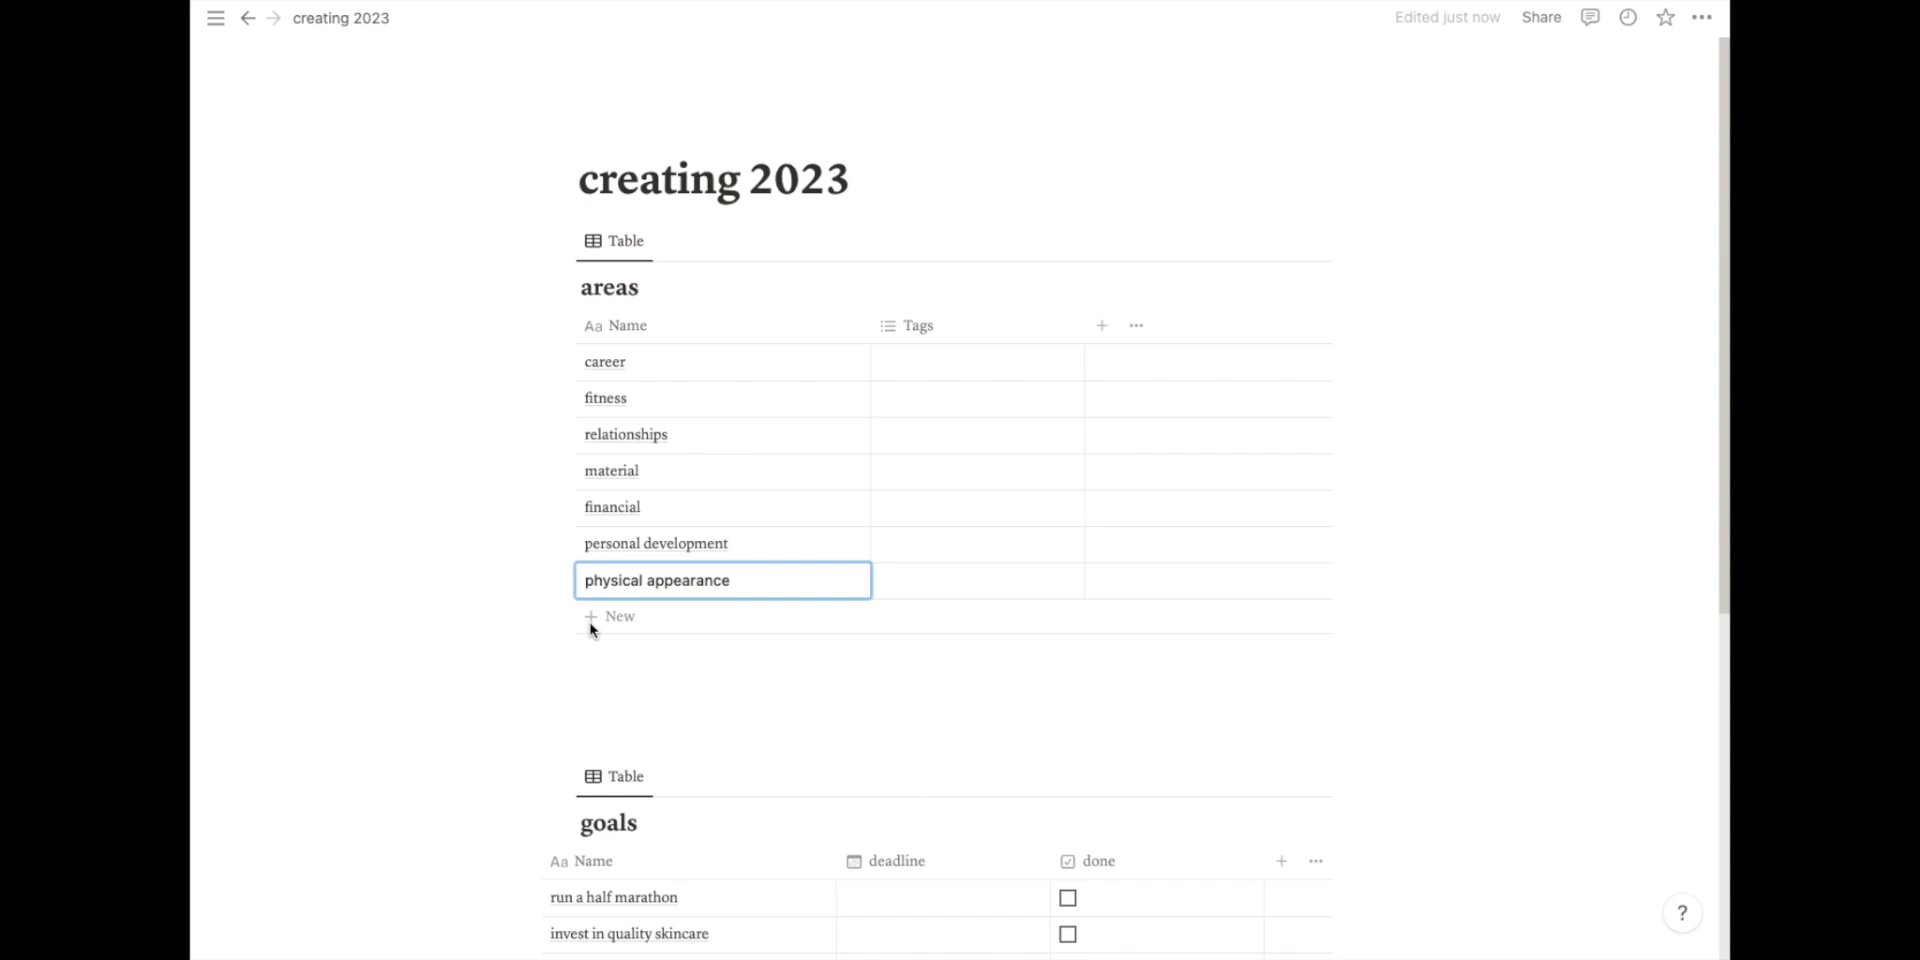 creating 2023
Edited just now
Share
creating 2023
Table
areas
Aa Name
Tags
career
fitness
relationships
material
financial
personal development
physical appearance
+ New
Table
goals
Aa Name
deadline
done
run a half marathon
invest in quality skincare
?